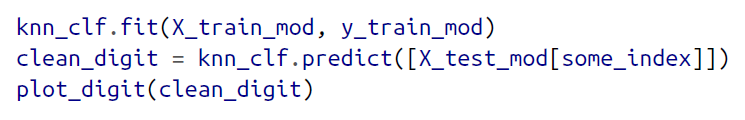 knn_clf.fit(X_train_mod, y_train_mod)
clean_digit = knn_clf.predict([X_test_mod[some_index]])
plot_digit(clean_digit)